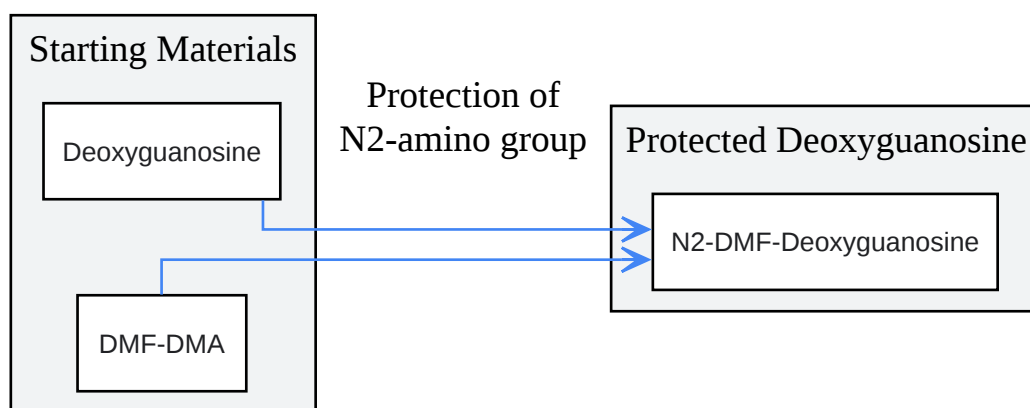 Starting Materials
Deoxyguanosine
DMF-DMA
Protection of
N2-amino group
Protected Deoxyguanosine
N2-DMF-Deoxyguanosine